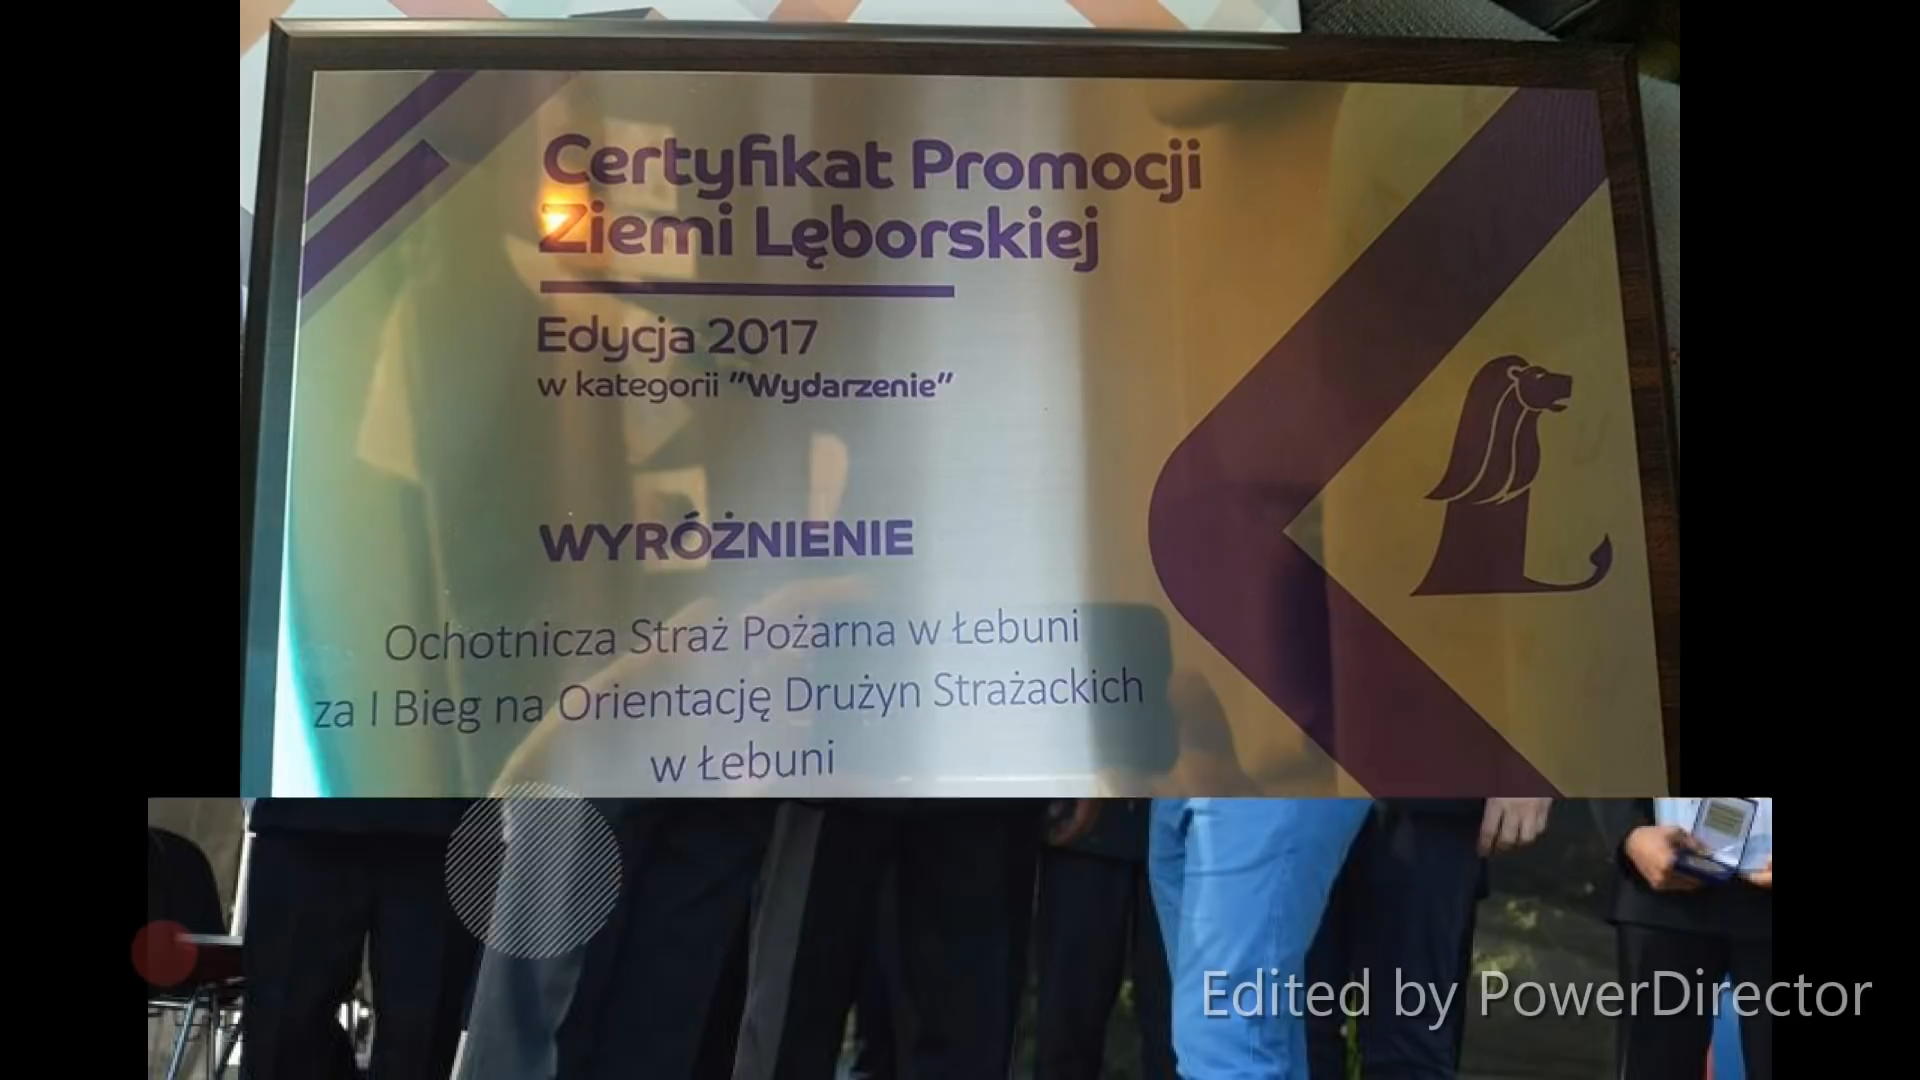 Certyfikat Promocji
Ziemi Lęborskiej
Edycja 2017
w kategorii "Wydarzenie"
WYRÓŻNIENIE
Ochotnicza Straż Pożarna w Łebuni
za I Bieg na Orientację Drużyn Strażackich
w Łebuni
Edited by PowerDirector